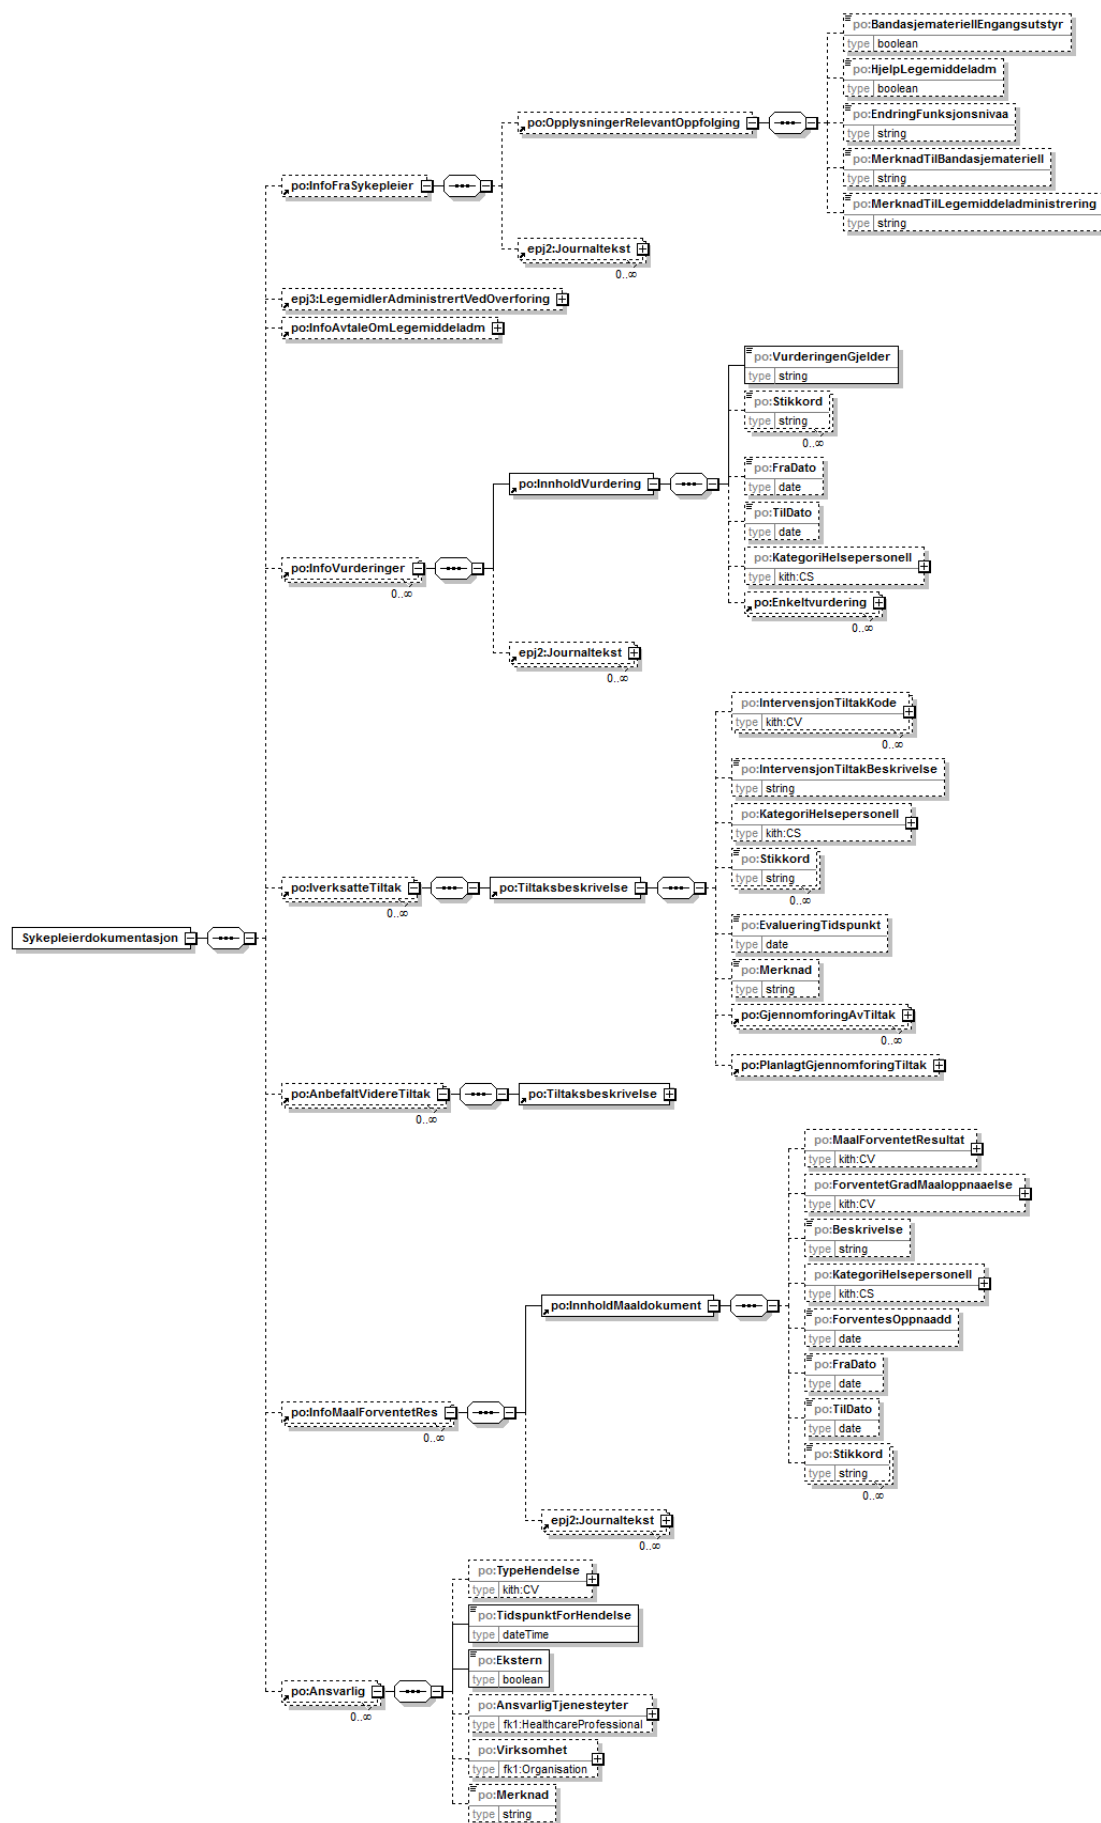 po:BandasjemateriellEngangsutstyr
type boolean
po:HjelpLegemiddeladm
type boolean
po:OpplysningerRelevantOppfolging
po:EndringFunksjonsnivaa
type string
po:MerknadTilBandasjemateriell
type string
po:InfoFraSykepleier
po:MerknadTilLegemiddeladministrering
type string
epj2:Journaltekst
0..∞
epj3:LegemidlerAdministrertVedOverforing
po:InfoAvtaleOmLegemiddeladm
po:VurderingenGjelder
type string
po:Stikkord
type string
0..∞
po:FraDato
type date
po:InnholdVurdering
po:TilDato
type date
po:KategoriHelsepersonell
type kith:CS
po:InfoVurderinger
0..∞
po:Enkeltvurdering
0..∞
epj2:Journaltekst
0..∞
po:IntervensjonTiltakKode
type kith:CV
0..∞
po:IntervensjonTiltakBeskrivelse
type string
po:KategoriHelsepersonell
type kith:CS
po:Stikkord
type string
0..∞
po:IverksatteTiltak
0..∞
po:Tiltaksbeskrivelse
po:EvalueringTidspunkt
type date
Sykepleierdokumentasjon
po:Merknad
type string
po:GjennomforingAvTiltak
0..∞
po:PlanlagtGjennomforingTiltak
po:AnbefaltVidereTiltak
0..∞
po:Tiltaksbeskrivelse
po:MaalForventetResultat
type kith:CV
po:ForventetGradMaaloppnaaelse
type kith:CV
po:Beskrivelse
type string
po:KategoriHelsepersonell
type kith:CS
po:InnholdMaaldokument
po:ForventesOppnaadd
type date
po:FraDato
type date
po:InfoMaalForventetRes
0..∞
po:TilDato
type date
po:Stikkord
type string
0..∞
epj2:Journaltekst
0..∞
po:TypeHendelse
type kith:CV
po:TidspunktForHendelse
type dateTime
po:Ekstern
type boolean
po:Ansvarlig
0..∞
po:AnsvarligTjenesteyter
type fk1:HealthcareProfessional
po:Virksomhet
type fk1:Organisation
po:Merknad
type string